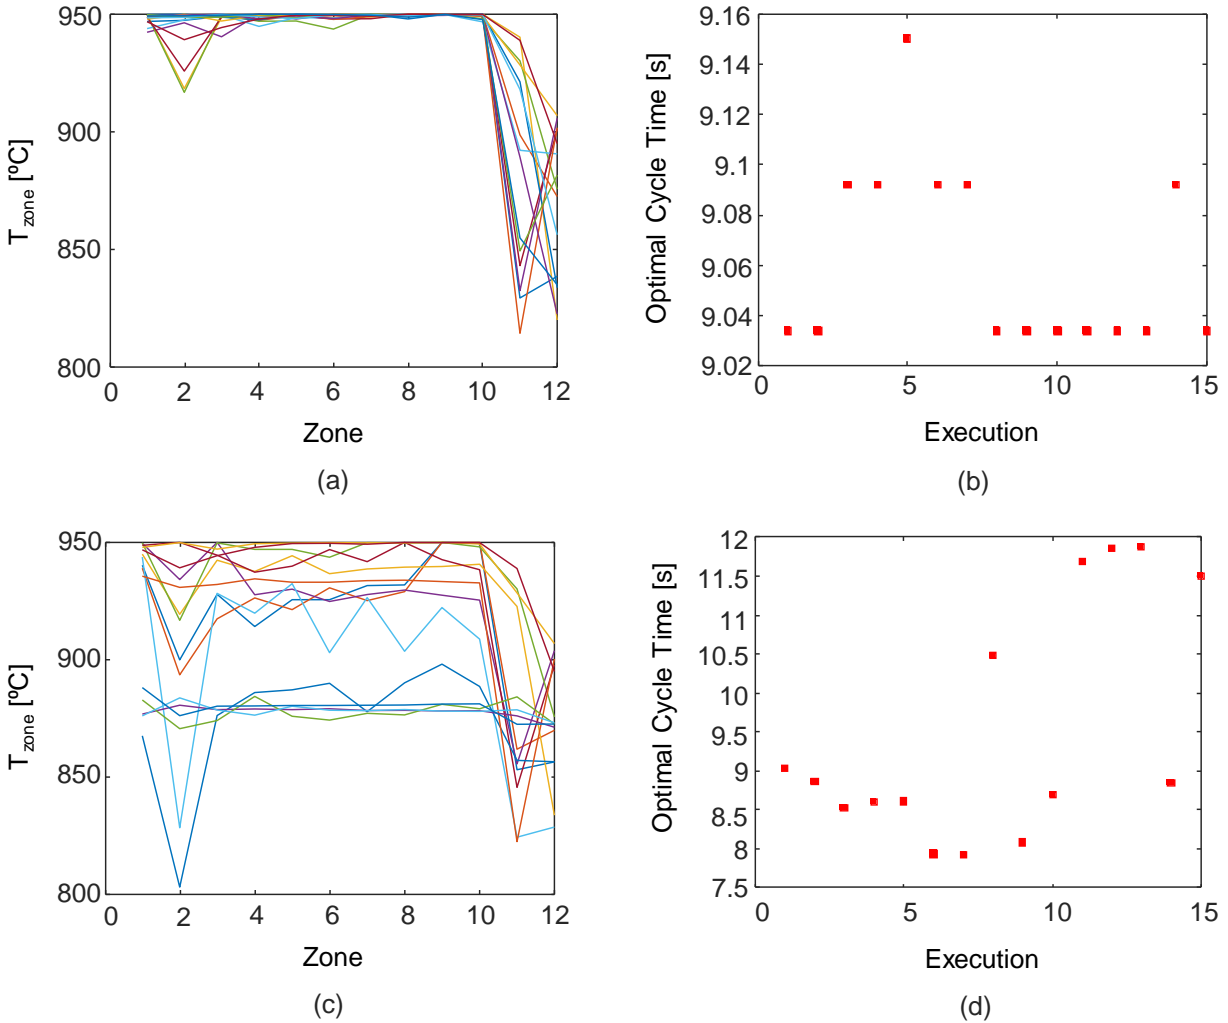 950
900
850
800
0 2 4 6 8 10 12
T zone [ºC]
Zone
(a)
9.16
9.14
9.12
9.1
9.08
9.06
9.04
9.02
0 5 10 15
Optimal Cycle Time [s]
Execution
(b)
950
900
850
800
0 2 4 6 8 10 12
T zone [ºC]
Zone
(c)
12
11.5
11
10.5
10
9.5
9
8.5
8
7.5
0 5 10 15
Optimal Cycle Time [s]
Execution
(d)